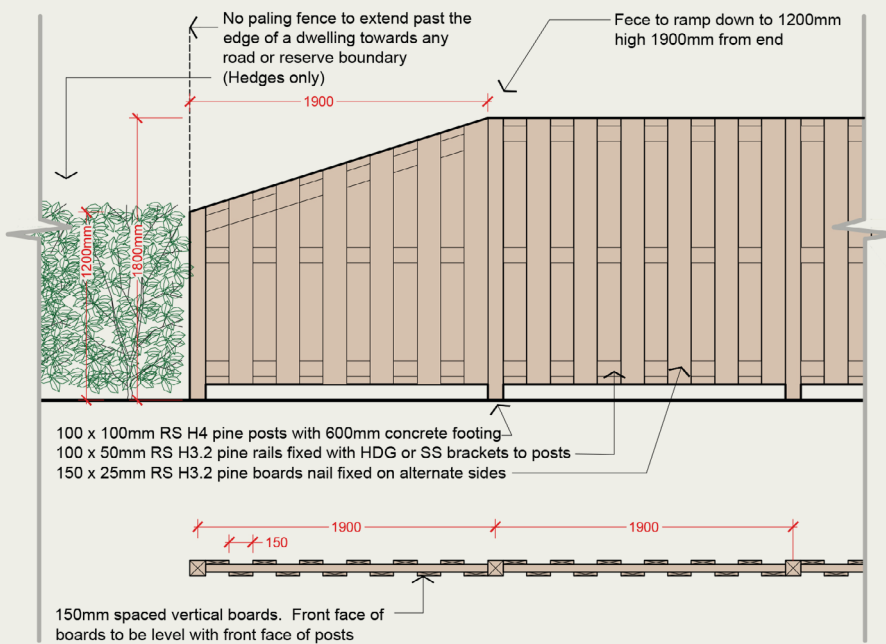 No paling fence to extend past the
edge of a dwelling towards any
road or reserve boundary
(Hedges only)
Fece to ramp down to 1200mm
high 1900mm from end
1900
1200mm
1800mm
100 x 100mm RS H4 pine posts with 600mm concrete footing
100 x 50mm RS H3.2 pine rails fixed with HDG or SS brackets to posts
150 x 25mm RS H3.2 pine boards nail fixed on alternate sides
1900
1900
150
150mm spaced vertical boards.  Front face of
boards to be level with front face of posts